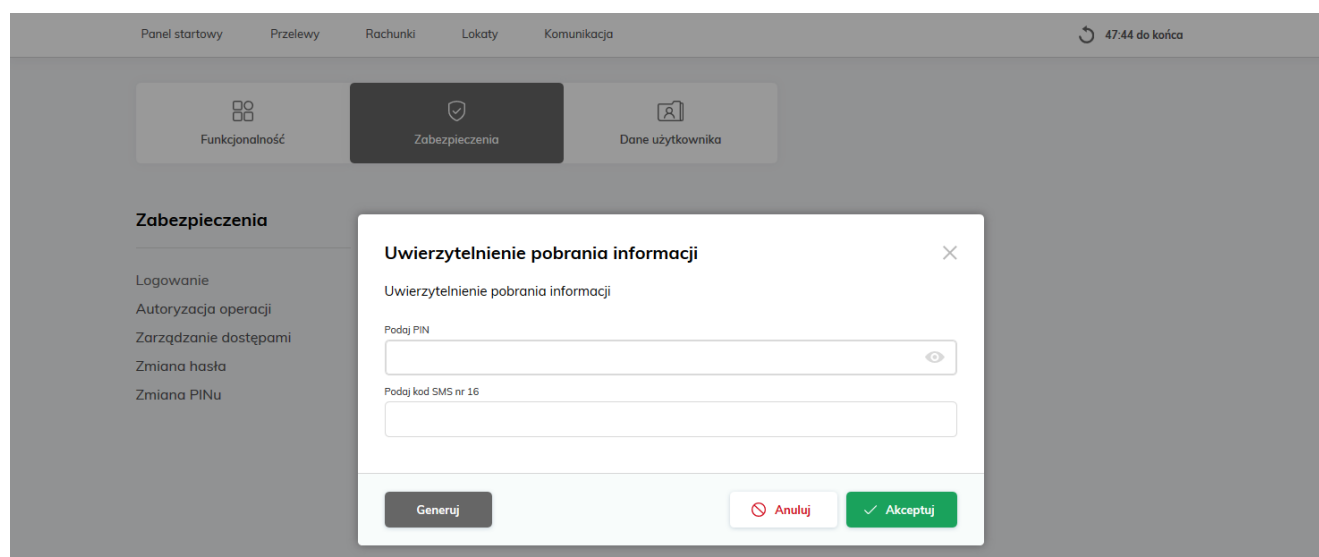 Panel startowy Przelewy Rachunki Lokaty Komunikacja 47:44 do końca
Funkcjonalność Zabezpieczenia Dane użytkownika
Zabezpieczenia
Logowanie
Autoryzacja operacji
Zarządzanie dostępami
Zmiana hasła
Zmiana PINu
Uwierzytelnienie pobrania informacji
Uwierzytelnienie pobrania informacji
Podaj PIN
Podaj kod SMS nr 16
Generuj Anuluj Akceptuj